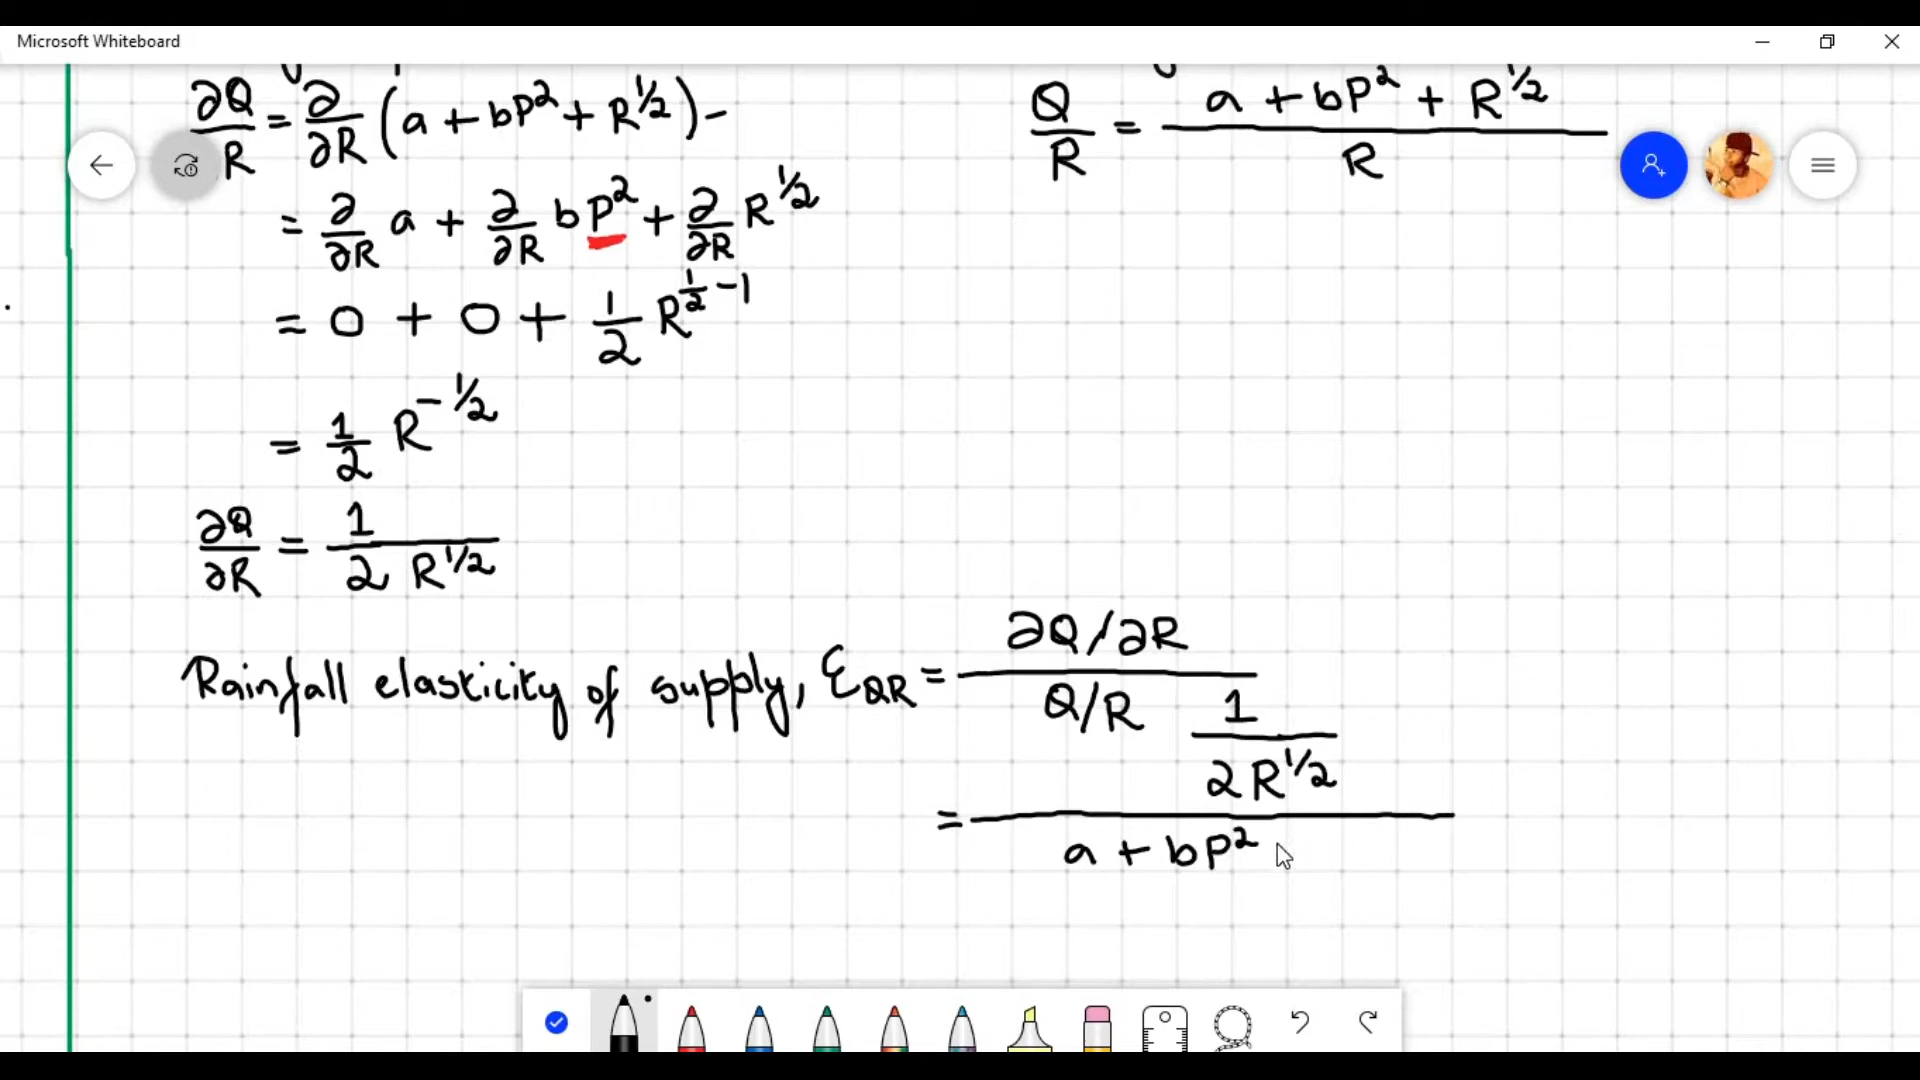 Microsoft Whiteboard
∂Q/∂R = ∂/∂R (a + bP² + R^1/2) -
= ∂/∂R a + ∂/∂R bP² + ∂/∂R R^1/2
= 0 + 0 + 1/2 R^1/2 - 1
= 1/2 R^-1/2
∂Q/∂R = 1/2 R^1/2
Q/R = a + bP² + R^1/2 / R
Rainfall elasticity of supply, ε_QR = ∂Q/∂R / Q/R
= 1/2R^1/2 / a + bP²